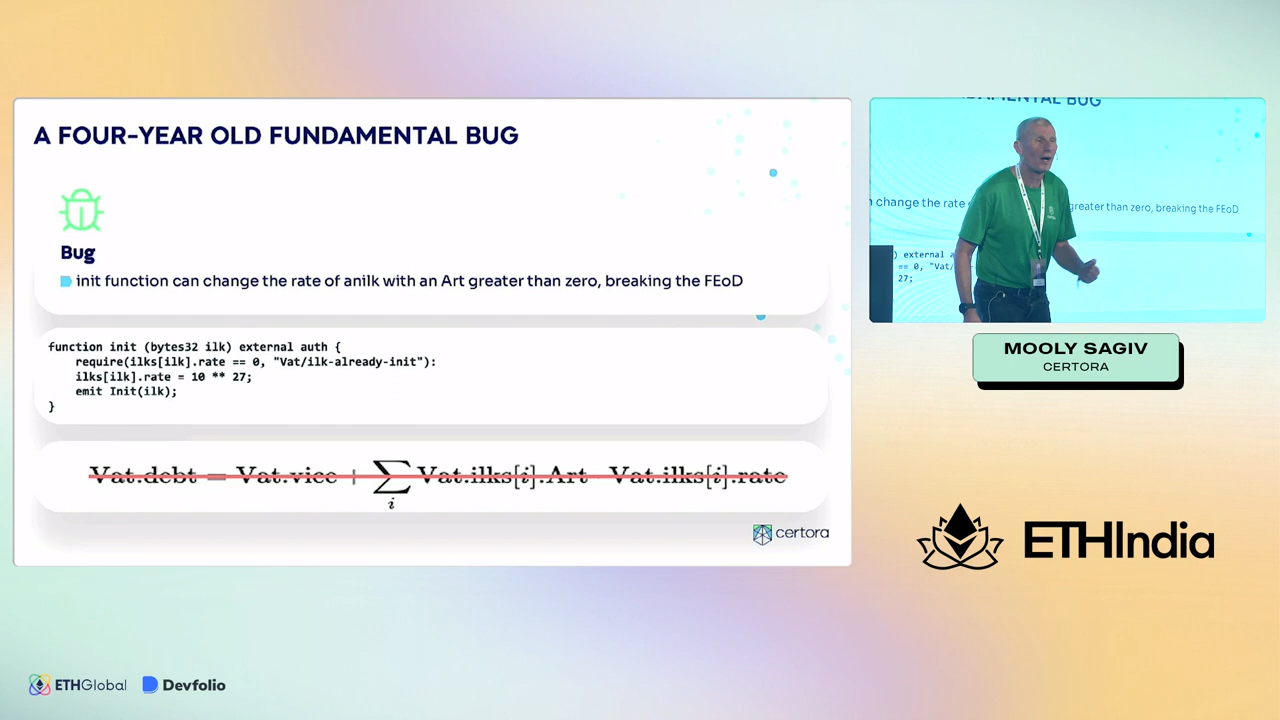 A FOUR-YEAR OLD FUNDAMENTAL BUG
Bug
init function can change the rate of anilk with an Art greater than zero, breaking the FEoD
function init (bytes32 ilk) external auth {
require(ilks[ilk].rate == 0, "Vat/ilk-already-init"):
ilks[ilk].rate = 10 ** 27;
emit Init(ilk);
}
Vat.debt = Vat.vice + ∑i Vat.ilks[i].Art · Vat.ilks[i].rate
certora
DAMENTAL BUG
n change the rate
greater than zero, breaking the FEoD
) external a
== 0, "Vat/
27;
MOOLY SAGIV
CERTORA
ETHIndia
ETHGlobal
Devfolio